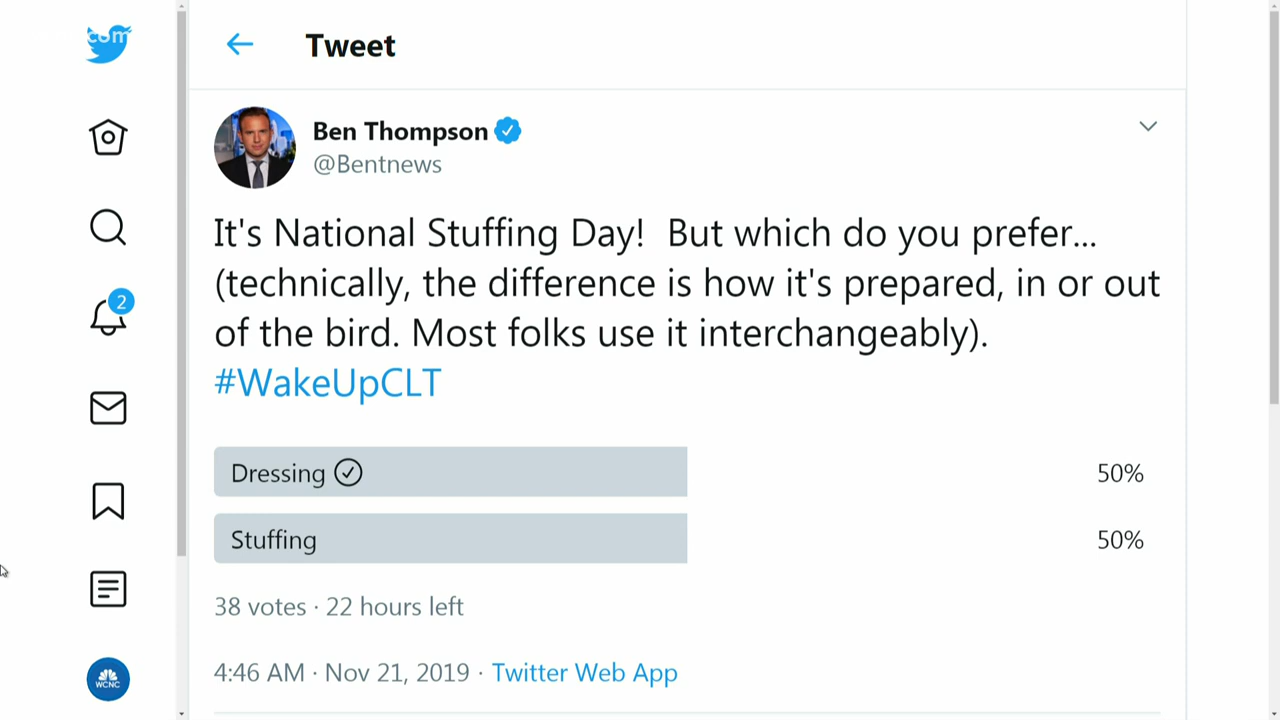 Tweet
Ben Thompson
@Bentnews
It's National Stuffing Day!  But which do you prefer...
(technically, the difference is how it's prepared, in or out
of the bird. Most folks use it interchangeably).
#WakeUpCLT
Dressing 50%
Stuffing 50%
38 votes · 22 hours left
4:46 AM · Nov 21, 2019 · Twitter Web App
2
WCNC